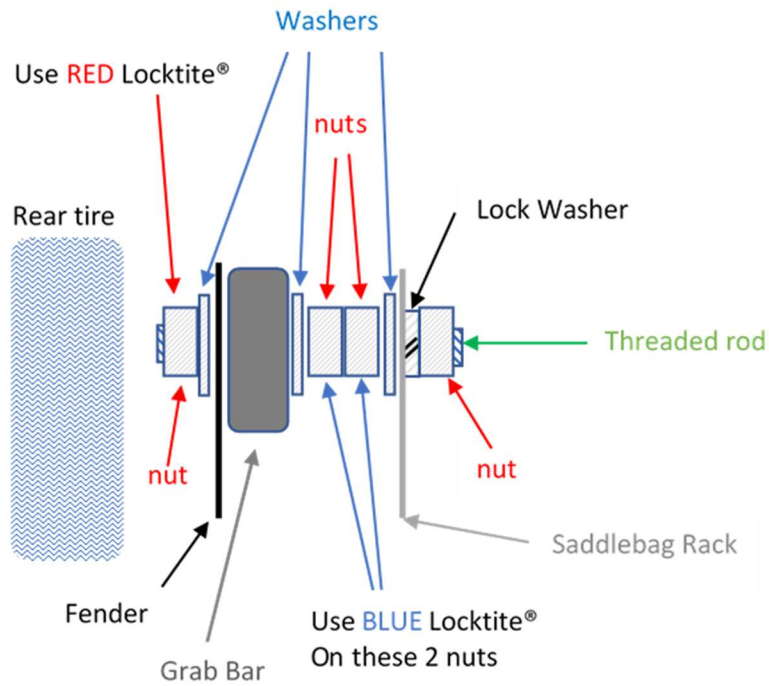 Washers
Use RED Locktite®
nuts
Rear tire
Lock Washer
Threaded rod
nut
nut
Saddlebag Rack
Fender
Use BLUE Locktite®
On these 2 nuts
Grab Bar